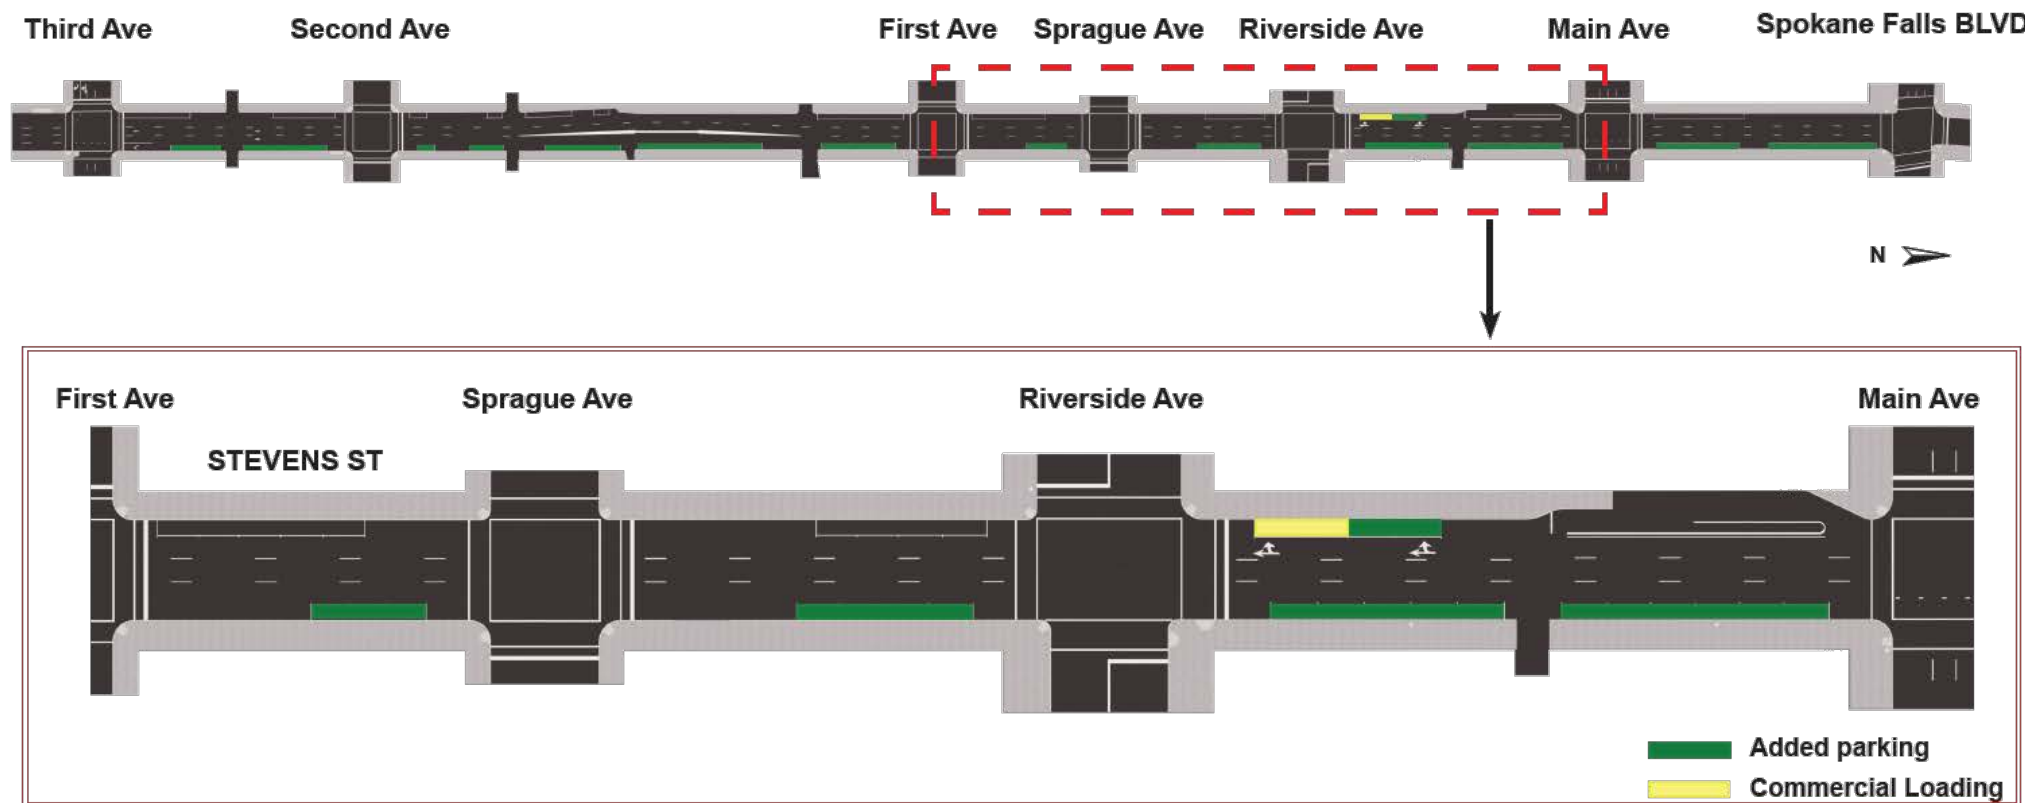 Third Ave
Second Ave
First Ave
Sprague Ave
Riverside Ave
Main Ave
Spokane Falls BLVD
N
First Ave
Sprague Ave
Riverside Ave
Main Ave
STEVENS ST
Added parking
Commercial Loading